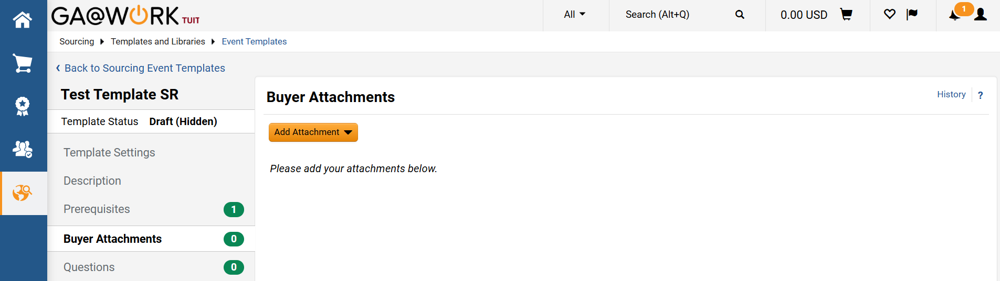 GA@WORK TUIT
All
Search (Alt+Q)
0.00 USD
1
Sourcing Templates and Libraries Event Templates
Back to Sourcing Event Templates
Test Template SR
Template Status Draft (Hidden)
Template Settings
Description
Prerequisites 1
Buyer Attachments 0
Questions 0
Buyer Attachments
History ?
Add Attachment
Please add your attachments below.